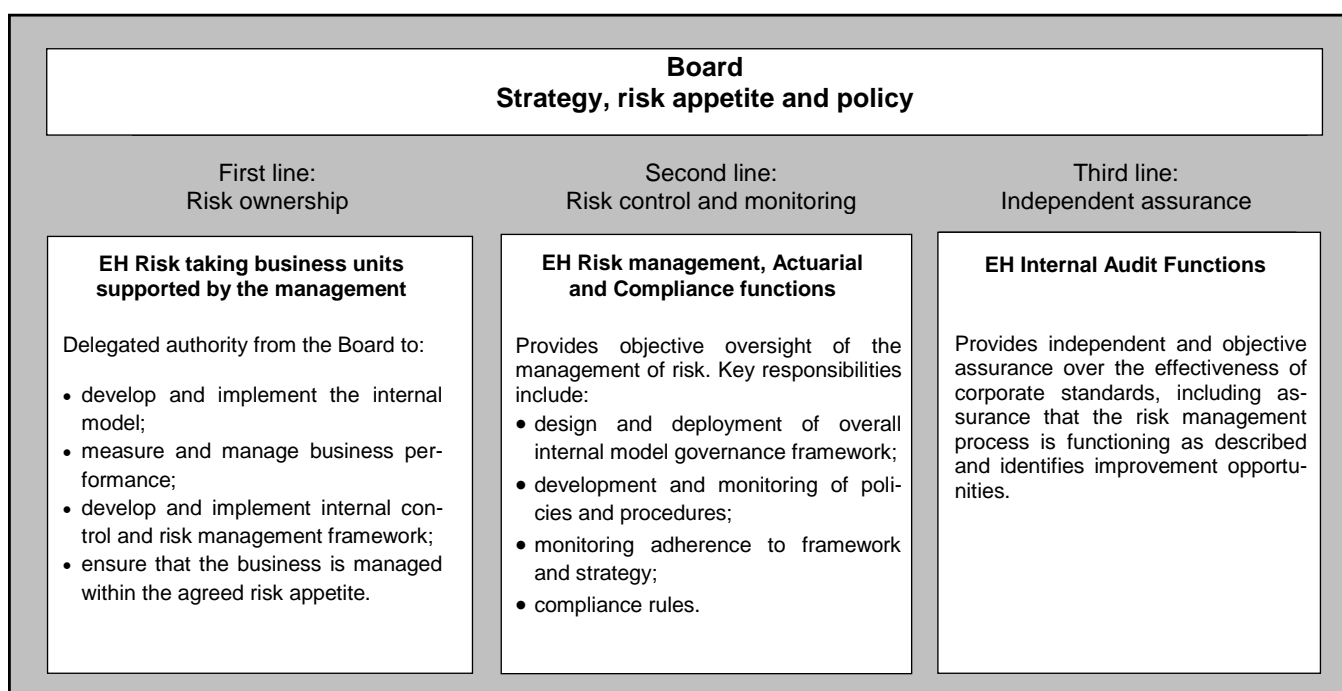 Board
Strategy, risk appetite and policy
First line:
Risk ownership
EH Risk taking business units
supported by the management
Delegated authority from the Board to:
• develop and implement the internal
model;
• measure and manage business per-
formance;
• develop and implement internal con-
trol and risk management framework;
• ensure that the business is managed
within the agreed risk appetite.
Second line:
Risk control and monitoring
EH Risk management, Actuarial
and Compliance functions
Provides objective oversight of the
management of risk. Key responsibilities
include:
• design and deployment of overall
internal model governance framework;
• development and monitoring of poli-
cies and procedures;
• monitoring adherence to framework
and strategy;
• compliance rules.
Third line:
Independent assurance
EH Internal Audit Functions
Provides independent and objective
assurance over the effectiveness of
corporate standards, including as-
surance that the risk management
process is functioning as described
and identifies improvement opportu-
nities.